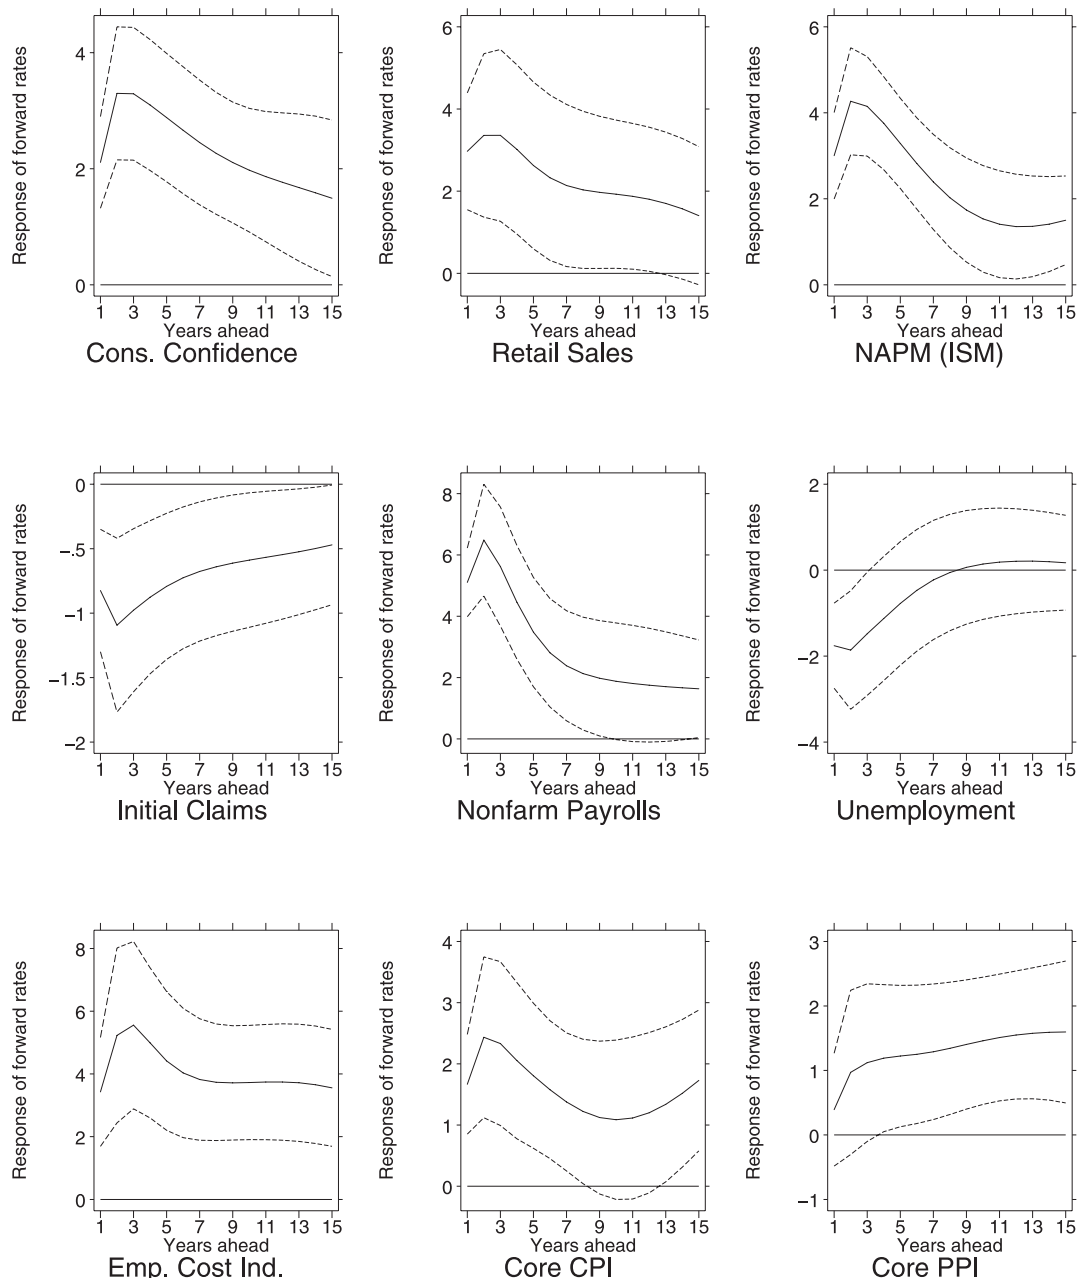 Response of forward rates
4
2
0
1 3 5 7 9 11 13 15
Years ahead
Cons. Confidence
Response of forward rates
6
4
2
0
1 3 5 7 9 11 13 15
Years ahead
Retail Sales
Response of forward rates
6
4
2
0
1 3 5 7 9 11 13 15
Years ahead
NAPM (ISM)
Response of forward rates
0
−.5
−1
−1.5
−2
1 3 5 7 9 11 13 15
Years ahead
Initial Claims
Response of forward rates
8
6
4
2
0
1 3 5 7 9 11 13 15
Years ahead
Nonfarm Payrolls
Response of forward rates
2
0
−2
−4
1 3 5 7 9 11 13 15
Years ahead
Unemployment
Response of forward rates
8
6
4
2
0
1 3 5 7 9 11 13 15
Years ahead
Emp. Cost Ind.
Response of forward rates
4
3
2
1
0
1 3 5 7 9 11 13 15
Years ahead
Core CPI
Response of forward rates
3
2
1
0
−1
1 3 5 7 9 11 13 15
Years ahead
Core PPI